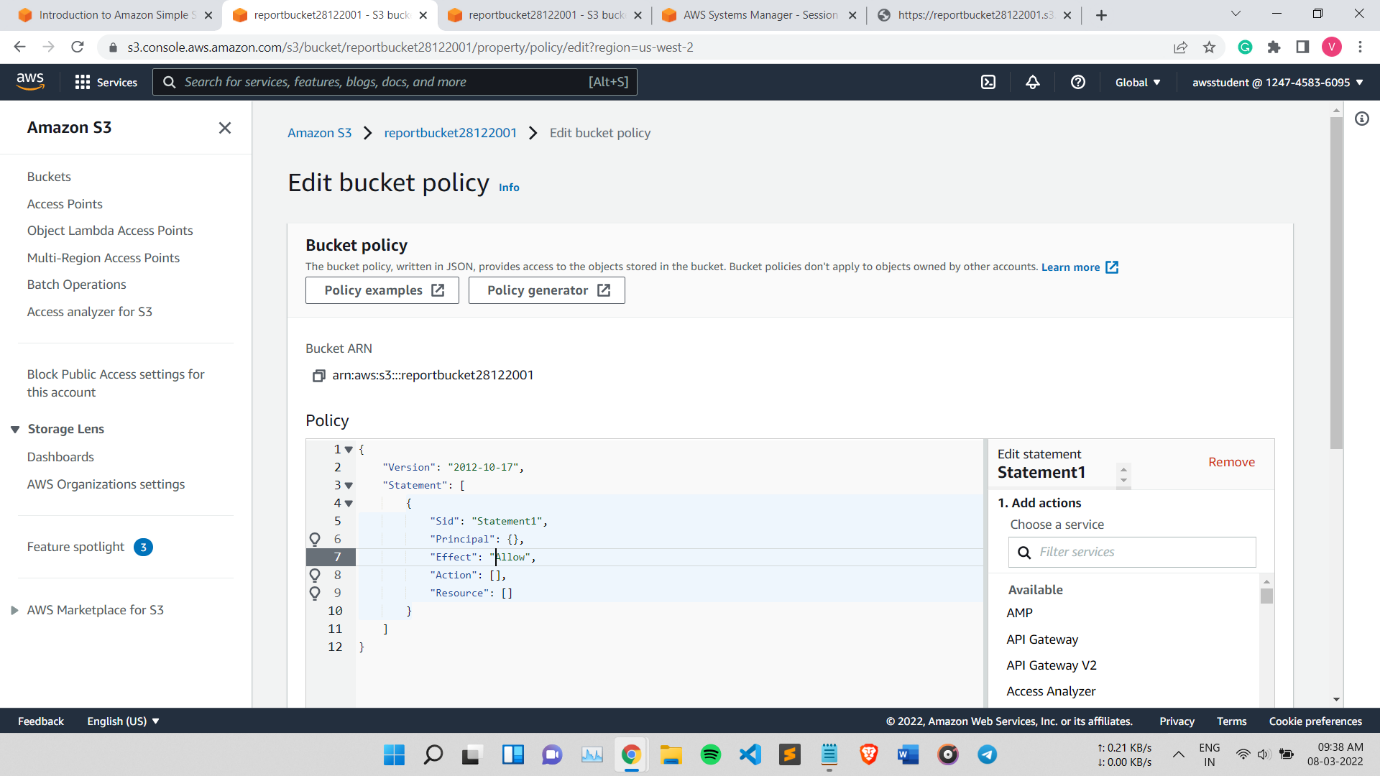 Introduction to Amazon Simple S
reportbucket28122001 - S3 buck
reportbucket28122001 - S3 buck
AWS Systems Manager - Session
https://reportbucket28122001.s3
s3.console.aws.amazon.com/s3/bucket/reportbucket28122001/property/policy/edit?region=us-west-2
V
aws
Services
Search for services, features, blogs, docs, and more
[Alt+S]
Global
awsstudent @ 1247-4583-6095
Amazon S3
Buckets
Access Points
Object Lambda Access Points
Multi-Region Access Points
Batch Operations
Access analyzer for S3
Block Public Access settings for
this account
Storage Lens
Dashboards
AWS Organizations settings
Feature spotlight 3
AWS Marketplace for S3
Amazon S3 > reportbucket28122001 > Edit bucket policy
Edit bucket policy Info
Bucket policy
The bucket policy, written in JSON, provides access to the objects stored in the bucket. Bucket policies don't apply to objects owned by other accounts. Learn more
Policy examples
Policy generator
Bucket ARN
arn:aws:s3:::reportbucket28122001
Policy
1 {
2 "Version": "2012-10-17",
3 "Statement": [
4 {
5 "Sid": "Statement1",
6 "Principal": {},
7 "Effect": "Allow",
8 "Action": [],
9 "Resource": []
10 }
11 ]
12 }
Edit statement
Statement1
Remove
1. Add actions
Choose a service
Filter services
Available
AMP
API Gateway
API Gateway V2
Access Analyzer
Feedback
English (US)
© 2022, Amazon Web Services, Inc. or its affiliates.
Privacy
Terms
Cookie preferences
↑: 0.21 KB/s
↓: 0.00 KB/s
ENG
IN
09:38 AM
08-03-2022